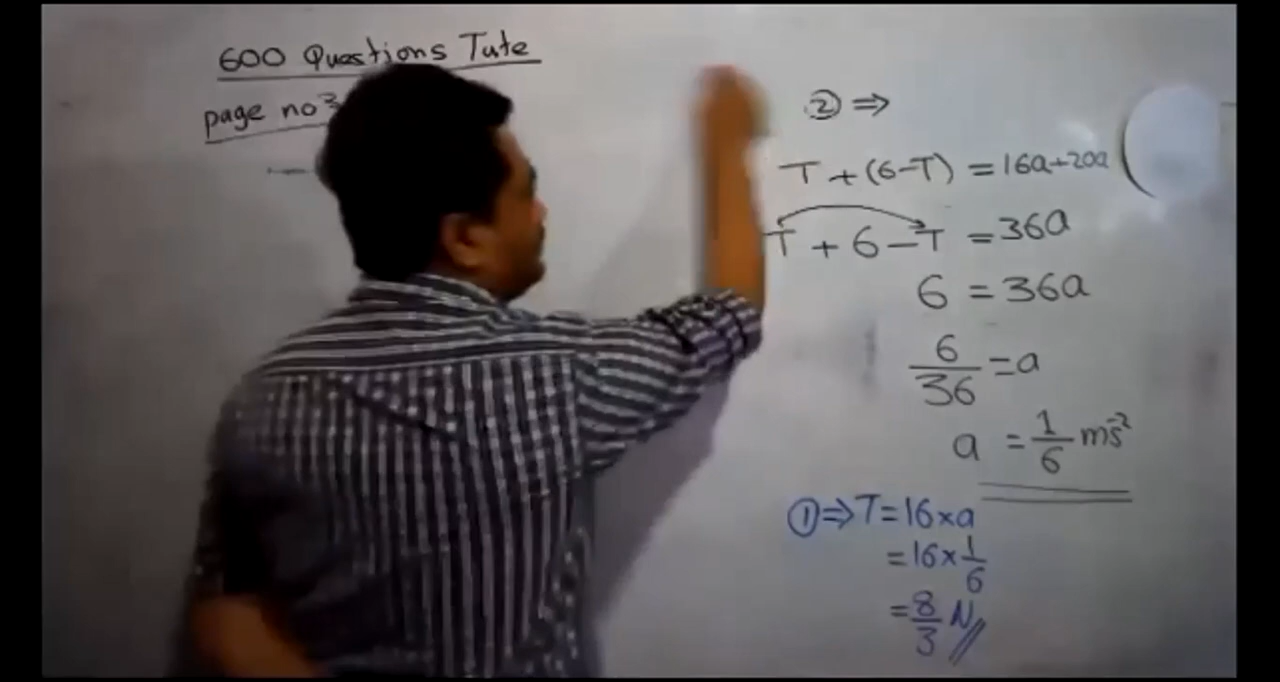 600 Questions Tute
page no 3
② ⇒
T + (6-T) = 16a+20a
T + 6 - T = 36a
6 = 36a
6/36 = a
a = 1/6 ms⁻²
① ⇒ T = 16×a
= 16×1/6
= 8/3 N